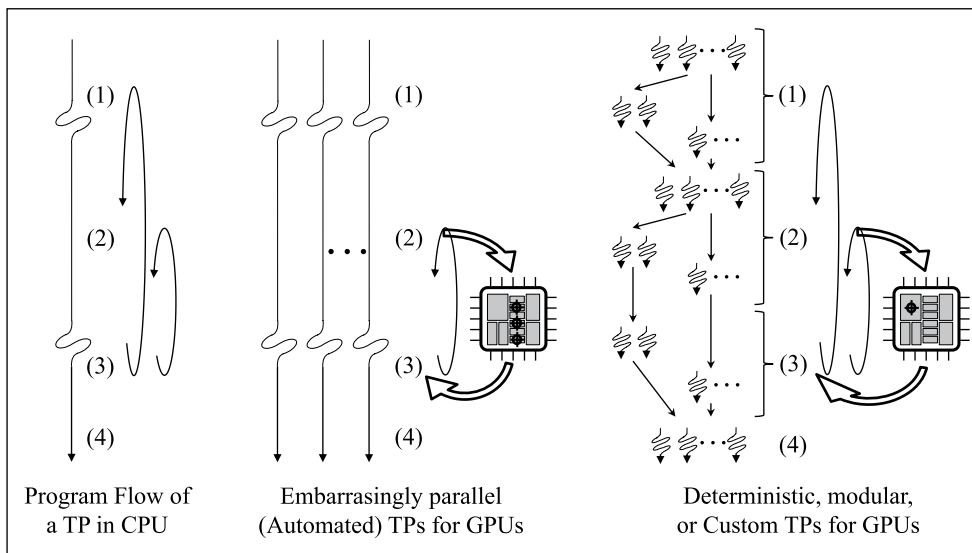 (1)
(2)
(3)
(4)
Program Flow of
a TP in CPU
(1)
(2)
(3)
(4)
Embarrasingly parallel
(Automated) TPs for GPUs
(1)
(2)
(3)
(4)
Deterministic, modular,
or Custom TPs for GPUs